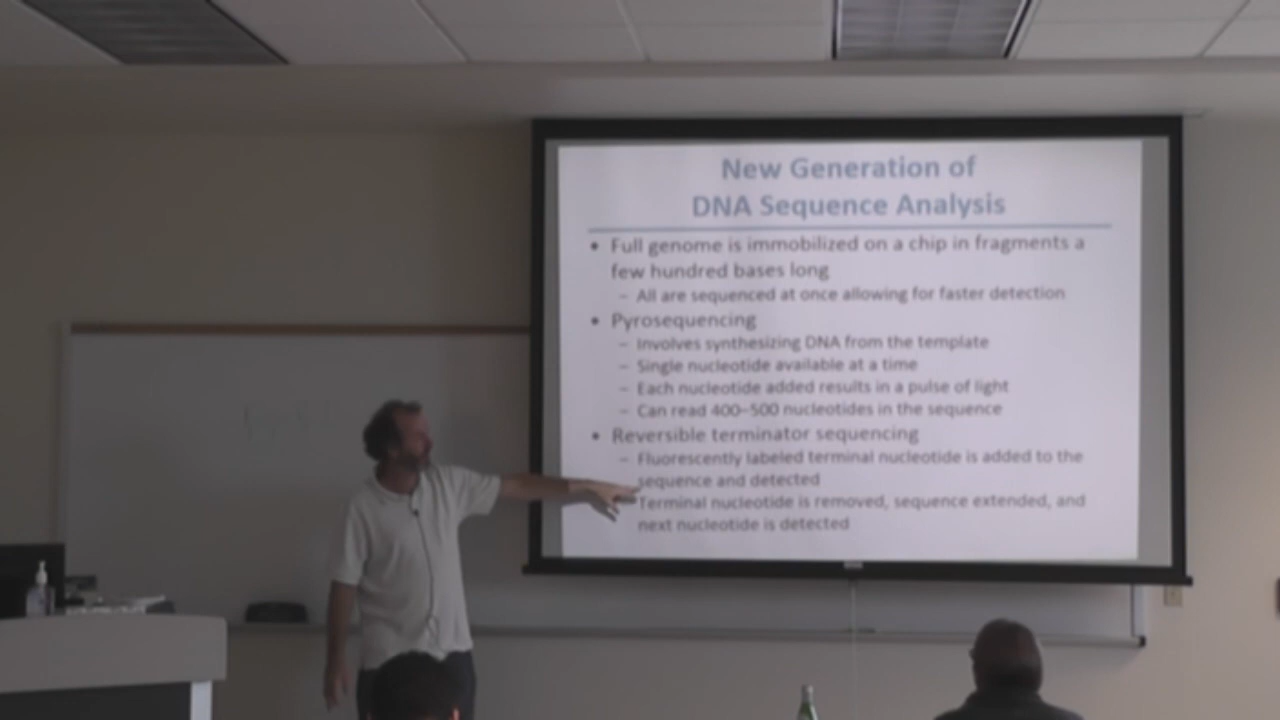 New Generation of
DNA Sequence Analysis
• Full genome is immobilized on a chip in fragments a
few hundred bases long
– All are sequenced at once allowing for faster detection
• Pyrosequencing
– Involves synthesizing DNA from the template
– Single nucleotide available at a time
– Each nucleotide added results in a pulse of light
– Can read 400–500 nucleotides in the sequence
• Reversible terminator sequencing
– Fluorescently labeled terminal nucleotide is added to the
sequence and detected
Terminal nucleotide is removed, sequence extended, and
next nucleotide is detected